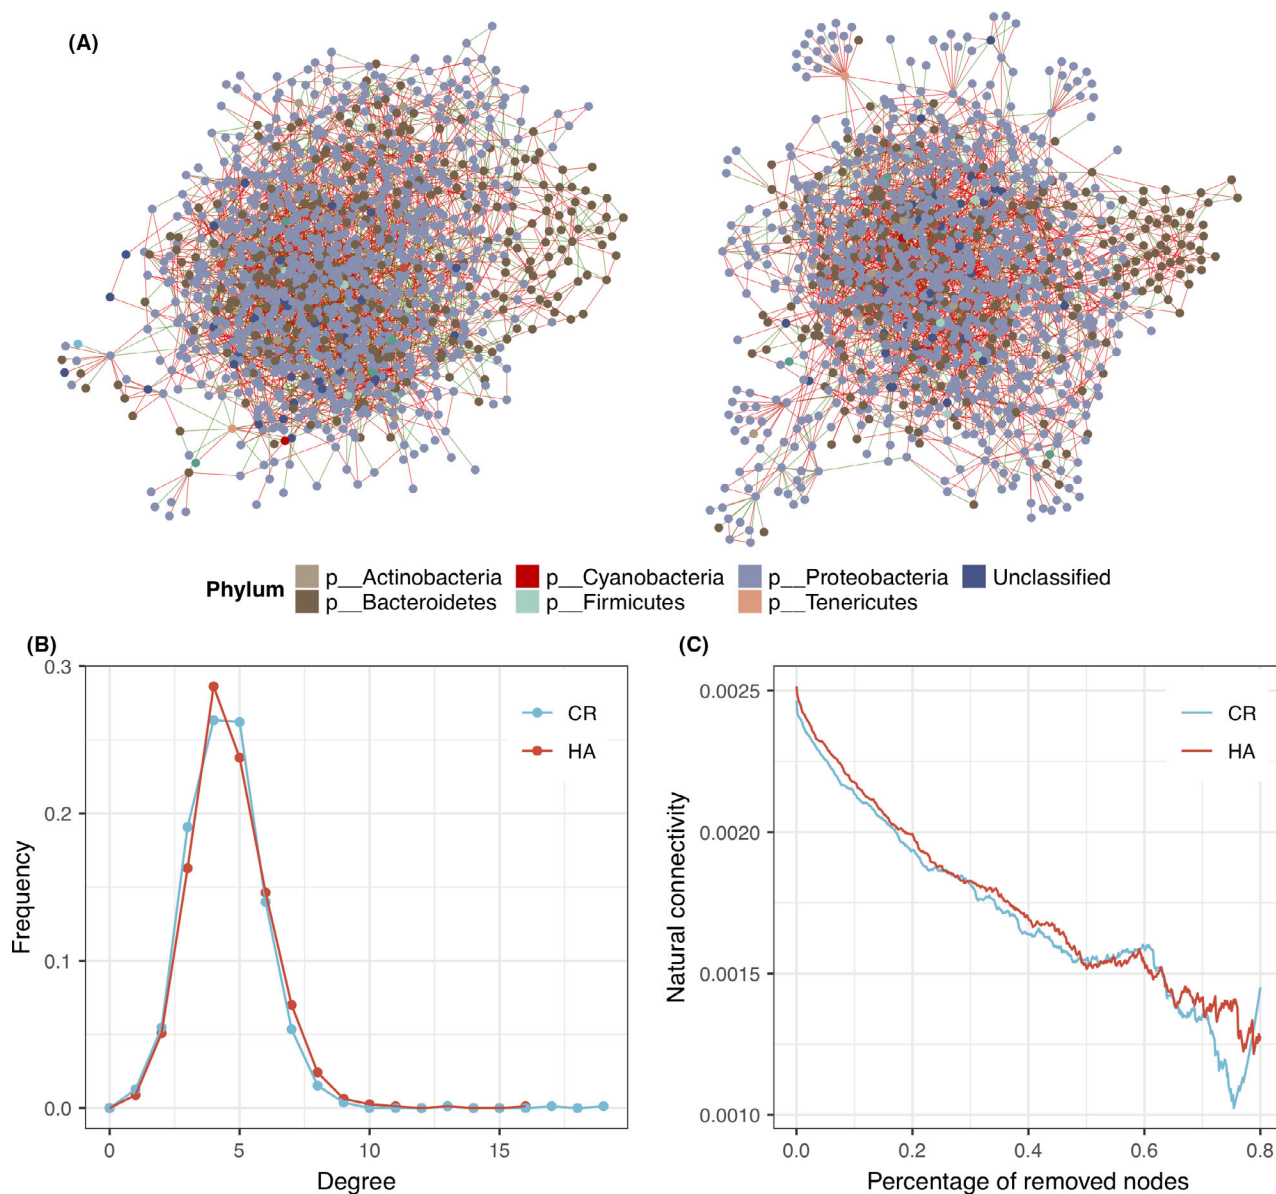 (A)
Phylum
p__Actinobacteria p__Cyanobacteria p__Proteobacteria Unclassified
p__Bacteroidetes p__Firmicutes p__Tenericutes
(B)
0.3
0.2
0.1
0.0
Frequency
CR
HA
0 5 10 15
Degree
(C)
0.0025
0.0020
0.0015
0.0010
Natural connectivity
CR
HA
0.0 0.2 0.4 0.6 0.8
Percentage of removed nodes